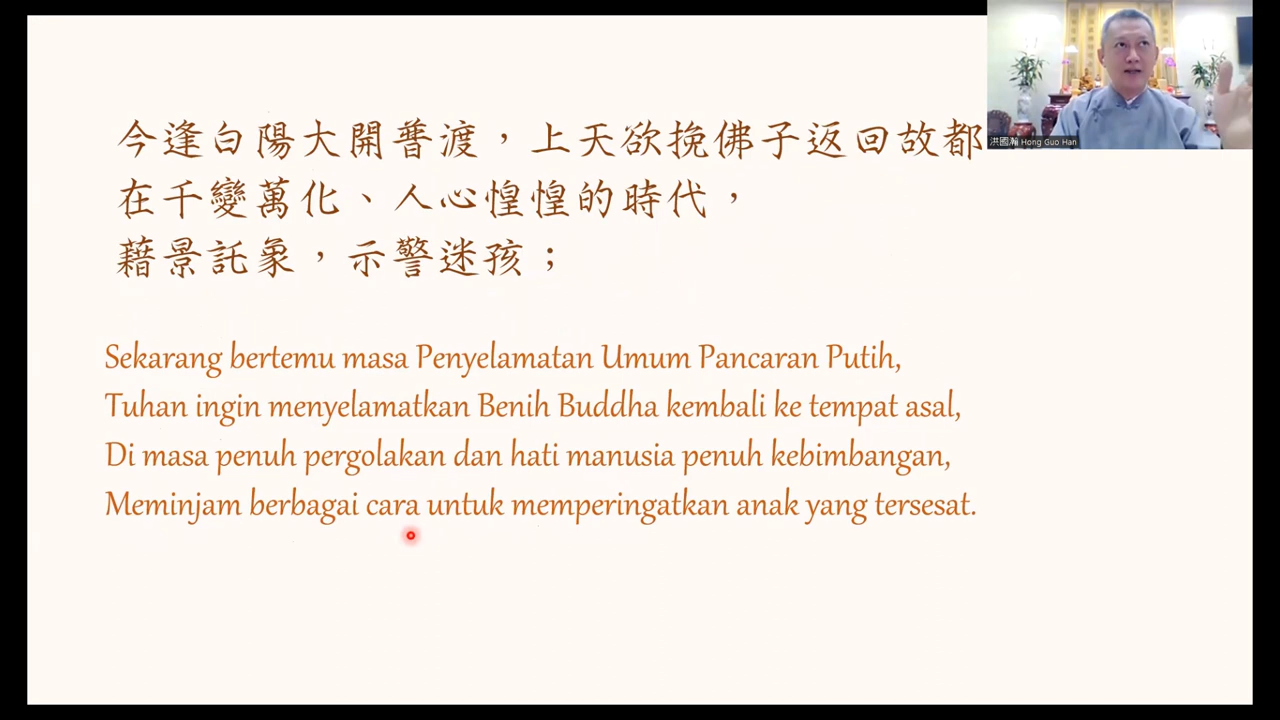 今逢白陽大開普渡，上天欲挽佛子返回故都
在千變萬化、人心惶惶的時代，
藉景託象，示警迷孩；
Sekarang bertemu masa Penyelamatan Umum Pancaran Putih,
Tuhan ingin menyelamatkan Benih Buddha kembali ke tempat asal,
Di masa penuh pergolakan dan hati manusia penuh kebimbangan,
Meminjam berbagai cara untuk memperingatkan anak yang tersesat.
洪國瀚 Hong Guo Han